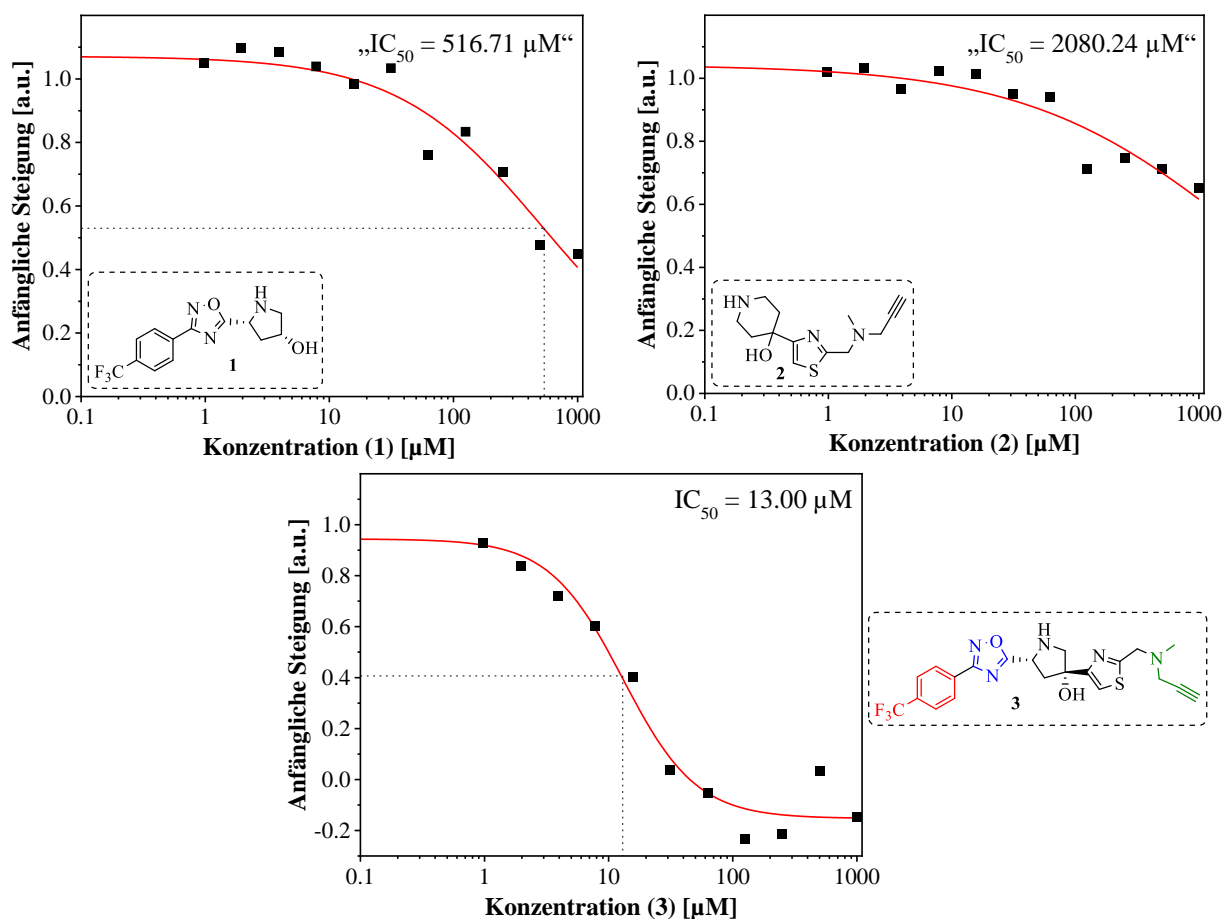 „IC50 = 516.71 µM“
Anfängliche Steigung [a.u.]
1.0
0.8
0.6
0.4
0.2
0.0
0.1
1
10
100
1000
Konzentration (1) [µM]
N
O
N
H
N
OH
F3C
1
„IC50 = 2080.24 µM“
Anfängliche Steigung [a.u.]
1.0
0.8
0.6
0.4
0.2
0.0
0.1
1
10
100
1000
Konzentration (2) [µM]
HN
HO
N
S
N
2
IC50 = 13.00 µM
Anfängliche Steigung [a.u.]
1.0
0.8
0.6
0.4
0.2
0.0
-0.2
0.1
1
10
100
1000
Konzentration (3) [µM]
F3C
N
O
N
H
N
OH
N
S
N
3